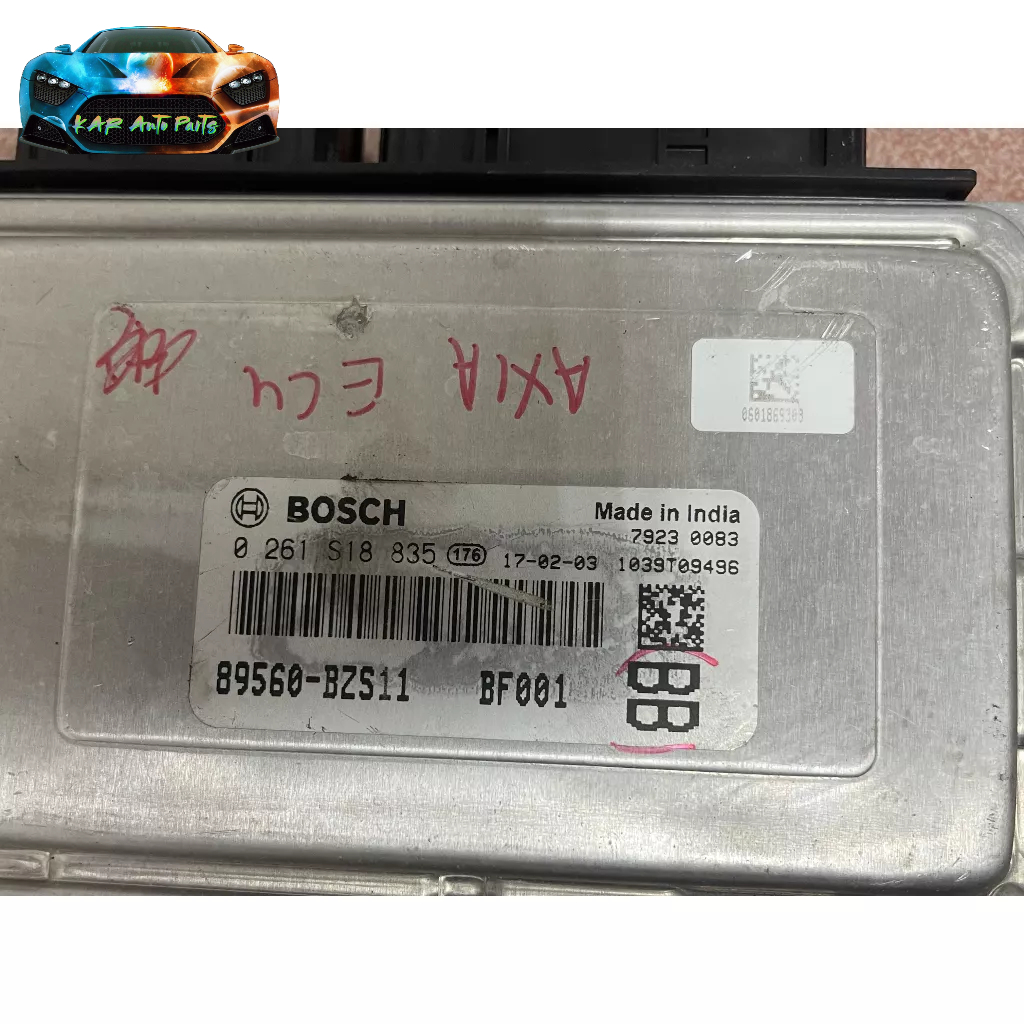 KAR Auto Parts
AXIA ECU
0601869303
BOSCH
Made in India
7923 0083
0 261 S18 835 176 17-02-03 1039T09496
89560-BZS11 BF001
BB